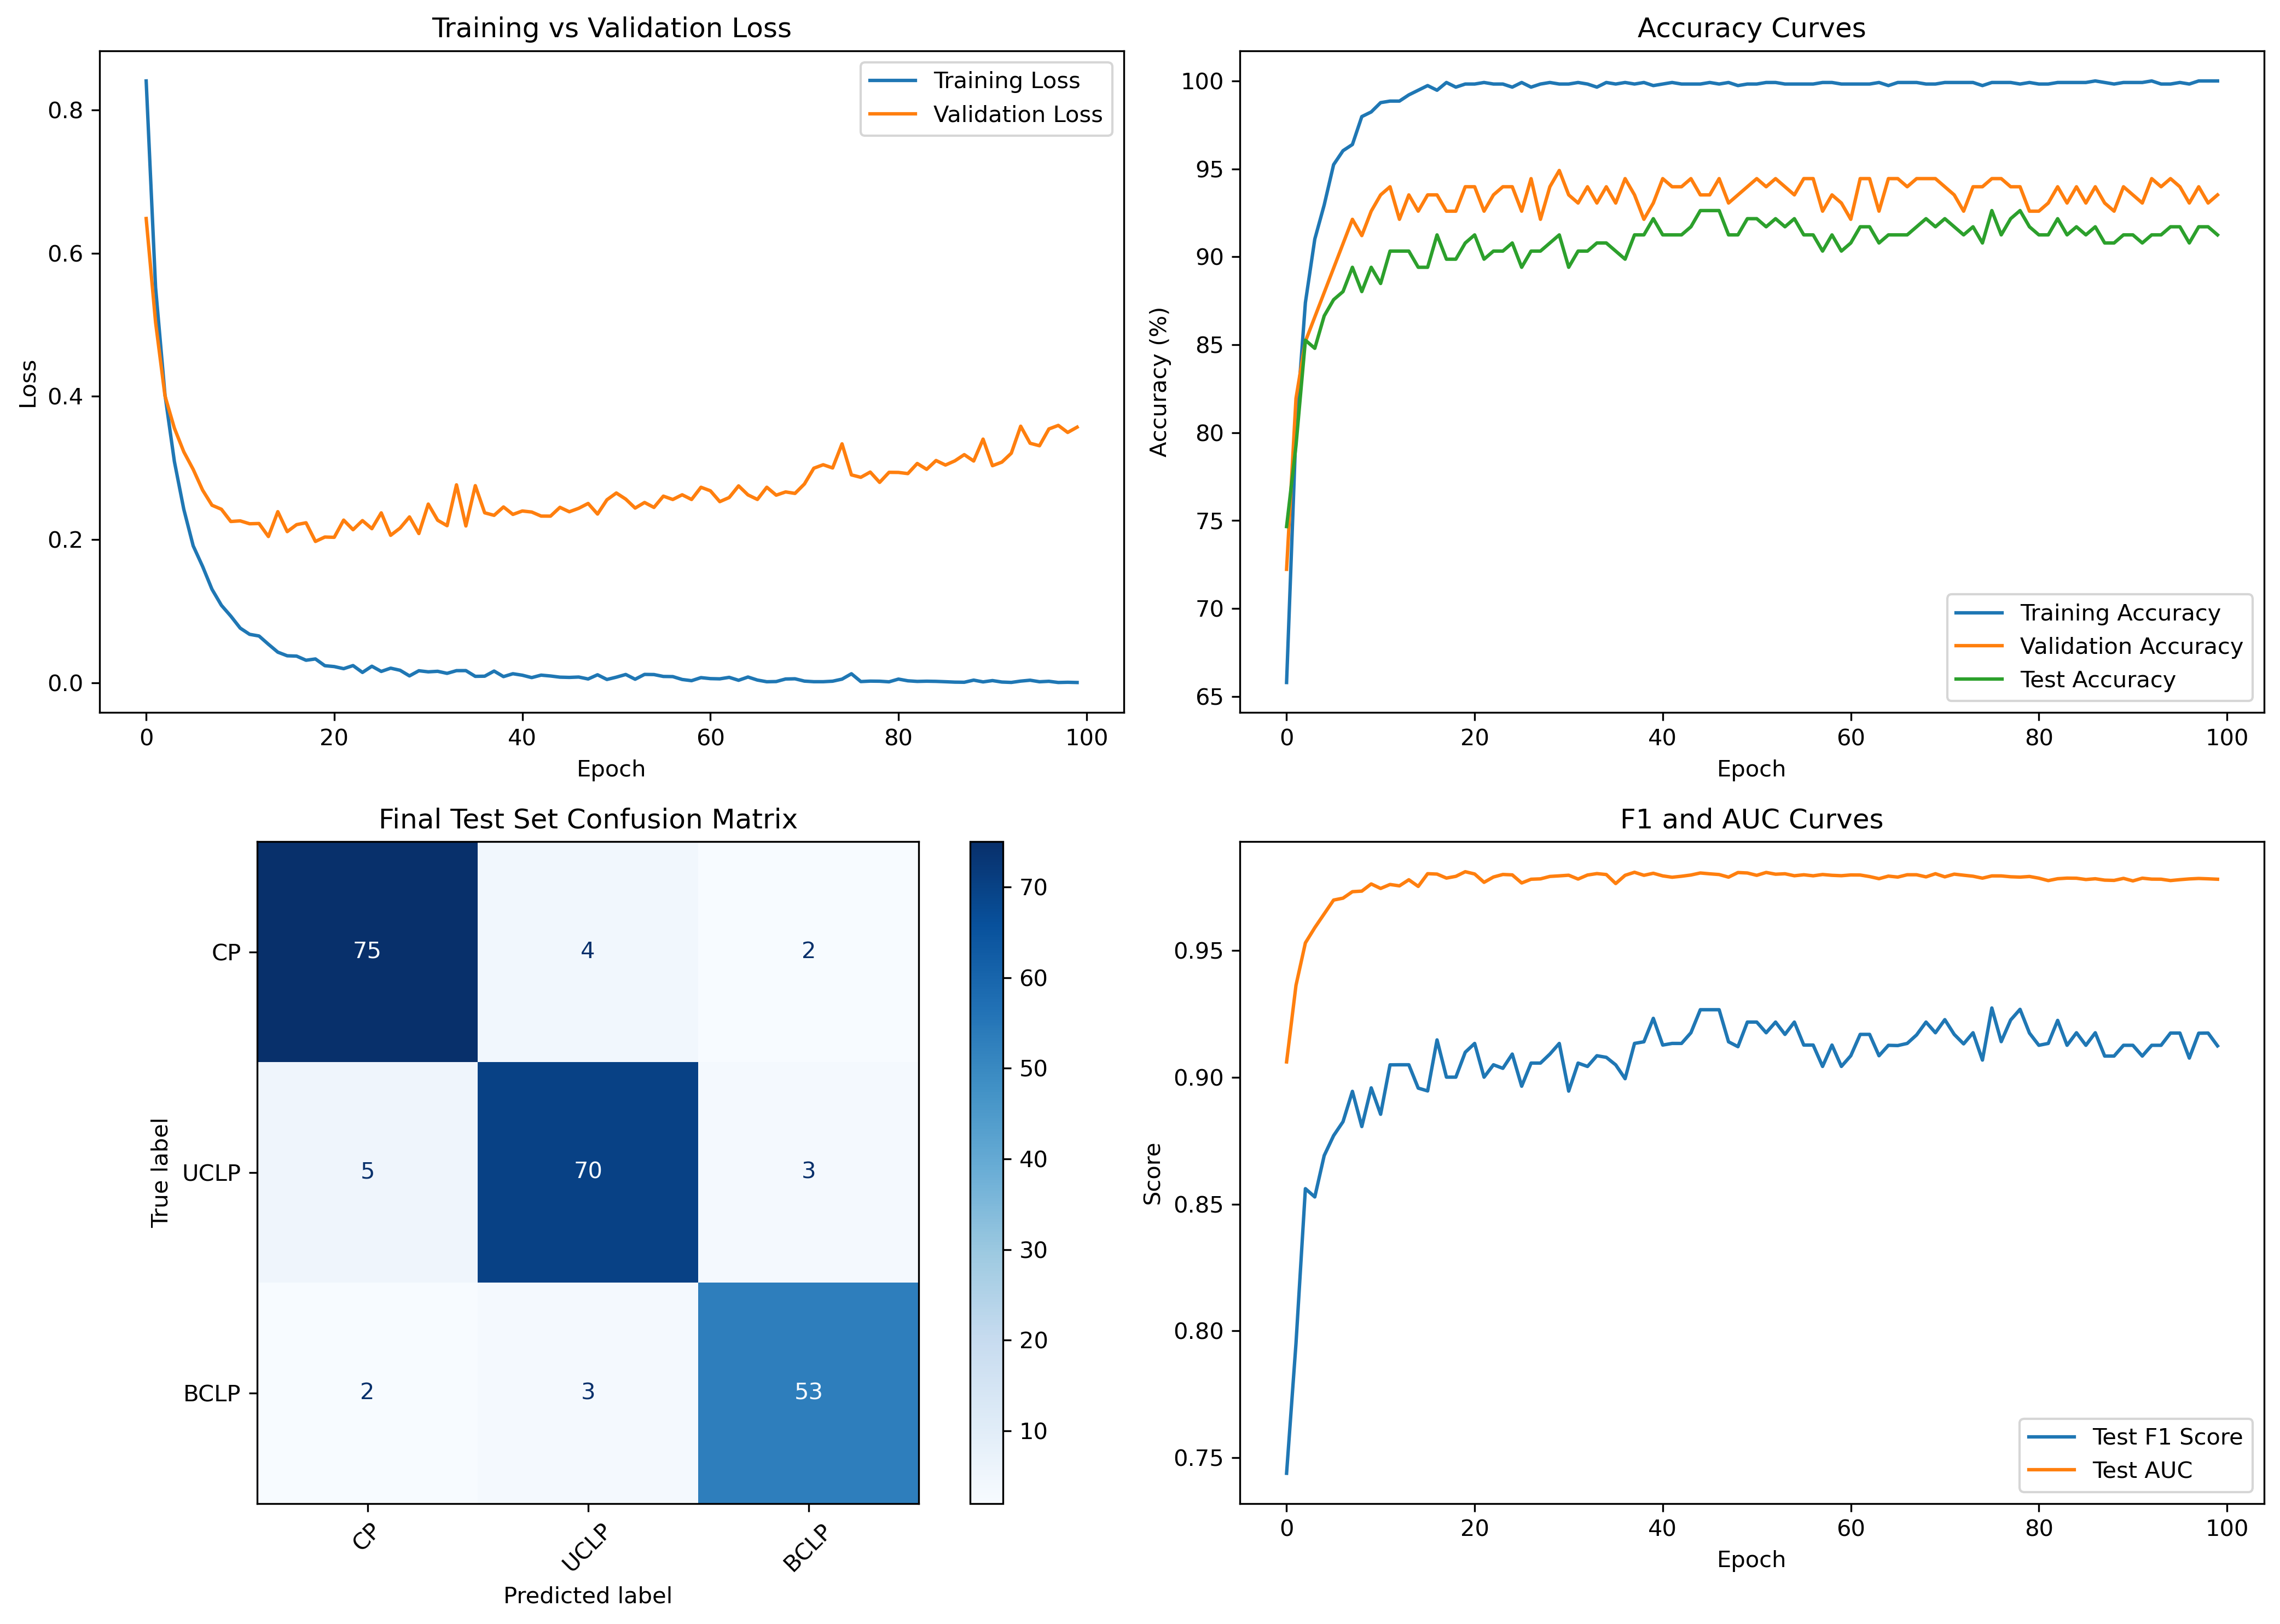 Training vs Validation Loss
Training Loss
Validation Loss
0.8
0.6
0.4
0.2
0.0
Loss
0
20
40
60
80
100
Epoch
Accuracy Curves
100
95
90
85
80
75
70
65
Accuracy (%)
Training Accuracy
Validation Accuracy
Test Accuracy
0
20
40
60
80
100
Epoch
Final Test Set Confusion Matrix
CP
75
4
2
UCLP
5
70
3
BCLP
2
3
53
True label
CP
UCLP
BCLP
Predicted label
70
60
50
40
30
20
10
F1 and AUC Curves
0.95
0.90
0.85
0.80
0.75
Score
Test F1 Score
Test AUC
0
20
40
60
80
100
Epoch